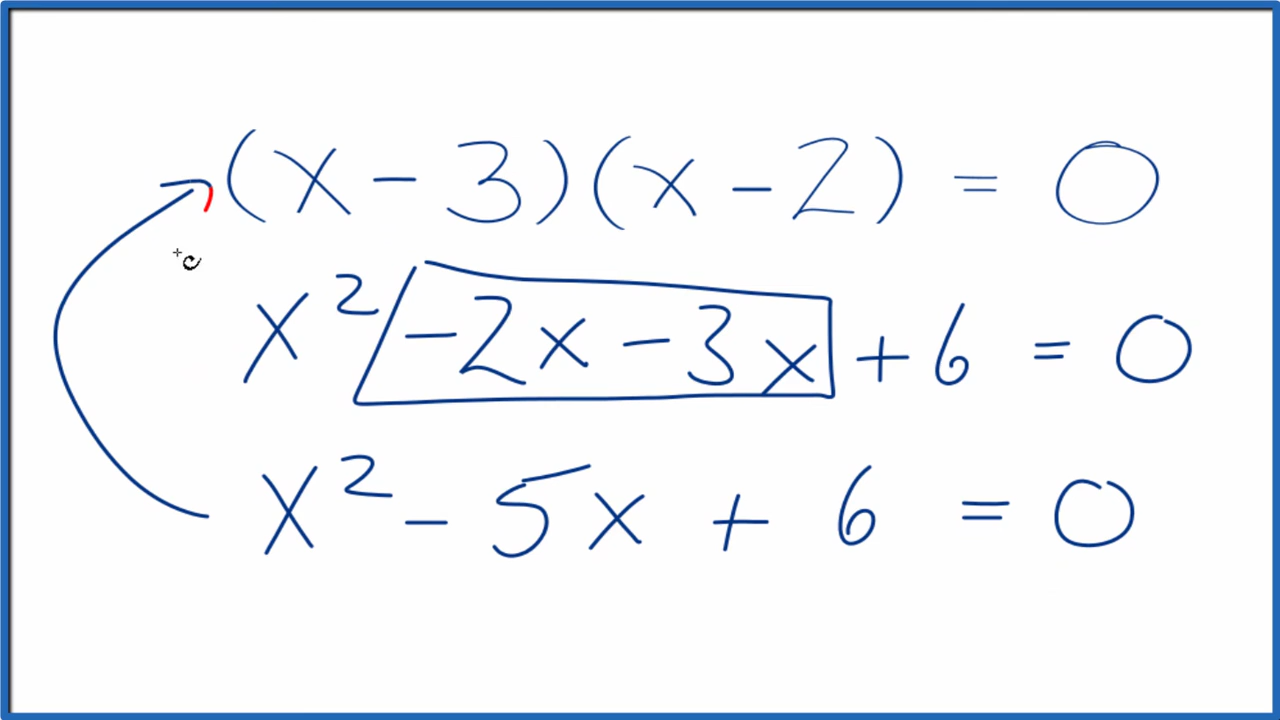 (x - 3)(x - 2) = 0
x² - 2x - 3x + 6 = 0
x² - 5x + 6 = 0